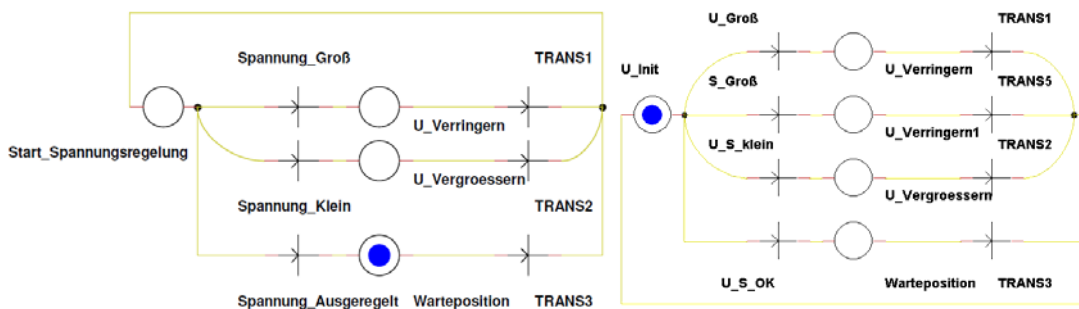 Spannung_Groß
TRANS1
Start_Spannungsregelung
U_Verringern
U_Vergroessern
Spannung_Klein
TRANS2
Spannung_Ausgeregelt
Warteposition
TRANS3
U_Groß
TRANS1
U_Init
U_Verringern
S_Groß
TRANS5
U_Verringern1
U_S_klein
TRANS2
U_Vergroessern
U_S_OK
Warteposition
TRANS3